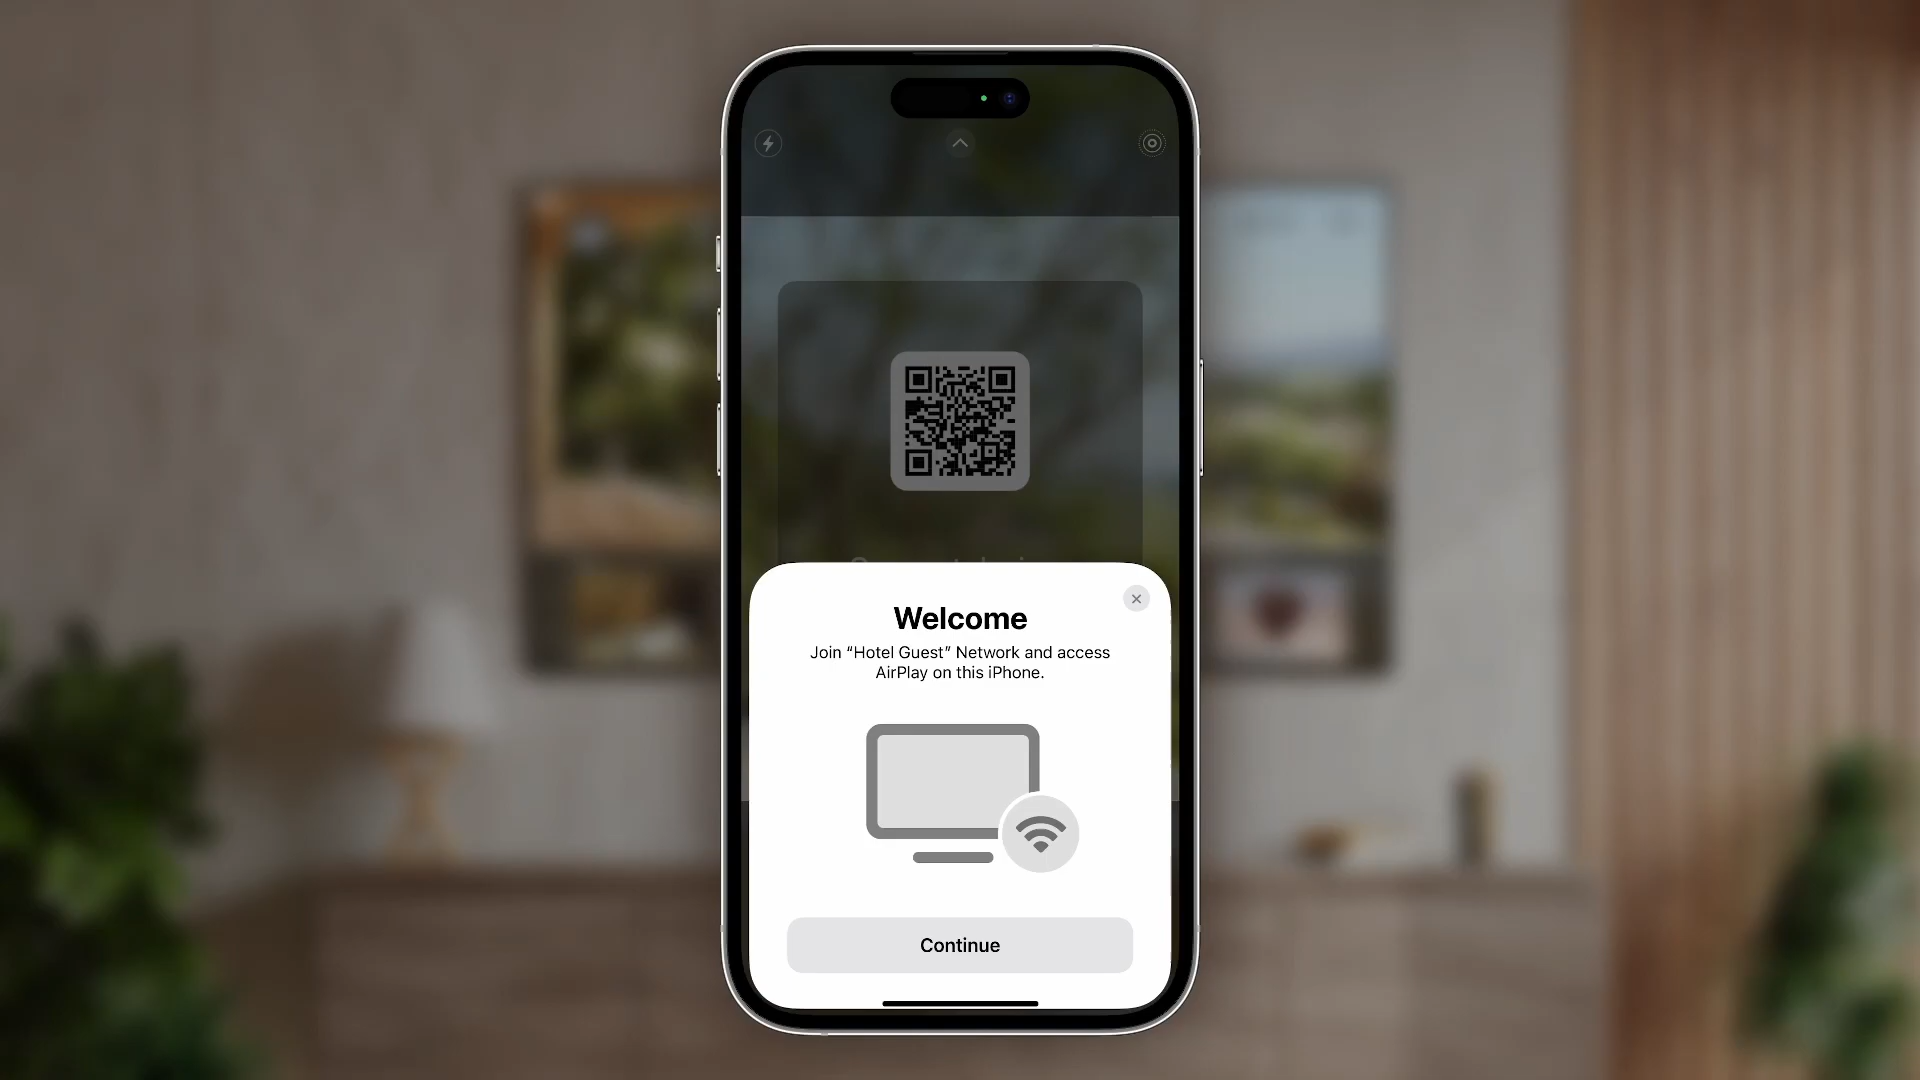 Welcome
Join “Hotel Guest” Network and access
AirPlay on this iPhone.
Continue